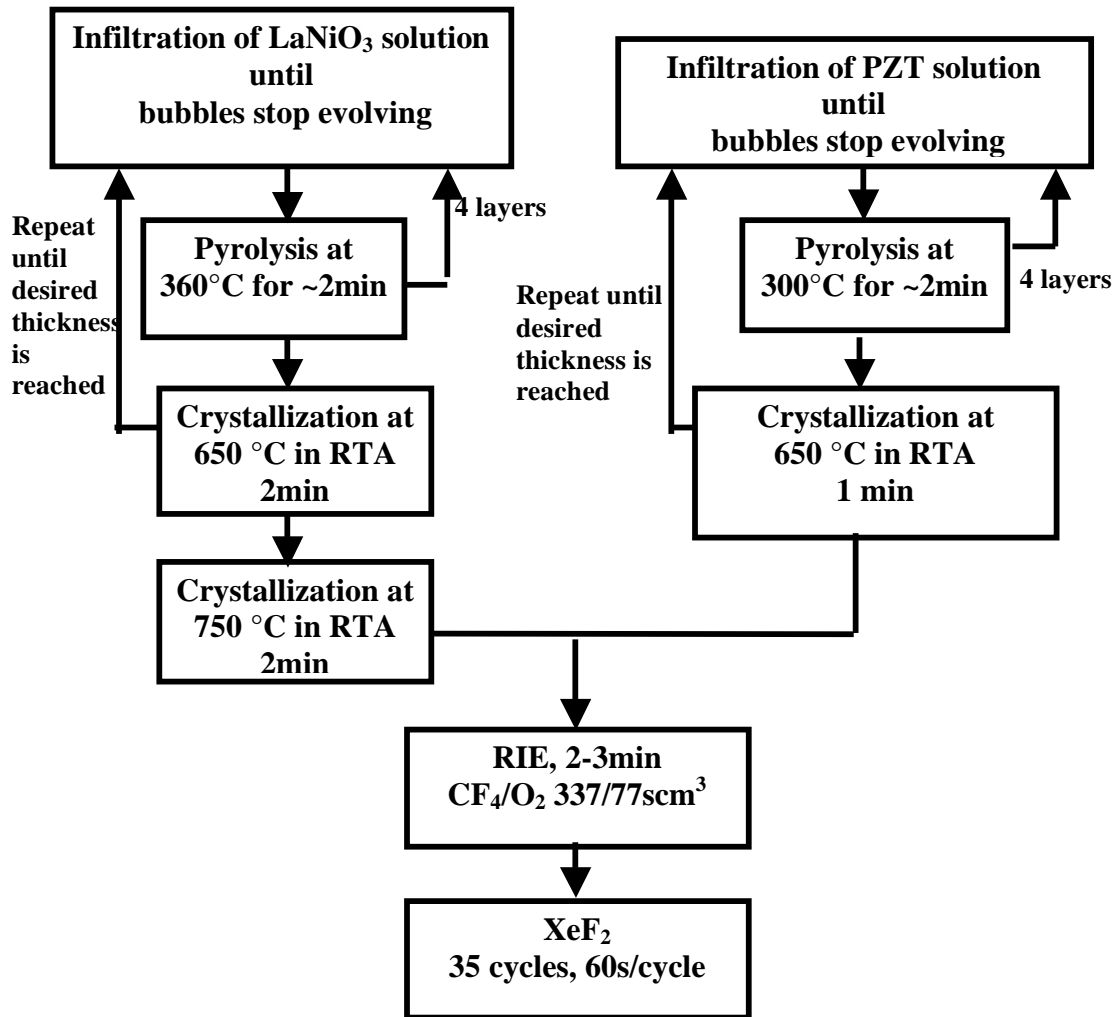 Infiltration of LaNiO₃ solution
until
bubbles stop evolving
Infiltration of PZT solution
until
bubbles stop evolving
Repeat
until
desired
thickness
is
reached
4 layers
Pyrolysis at
360°C for ~2min
Repeat until
desired
thickness is
reached
Pyrolysis at
300°C for ~2min
4 layers
Crystallization at
650 °C in RTA
2min
Crystallization at
650 °C in RTA
1 min
Crystallization at
750 °C in RTA
2min
RIE, 2-3min
CF₄/O₂ 337/77scm³
XeF₂
35 cycles, 60s/cycle